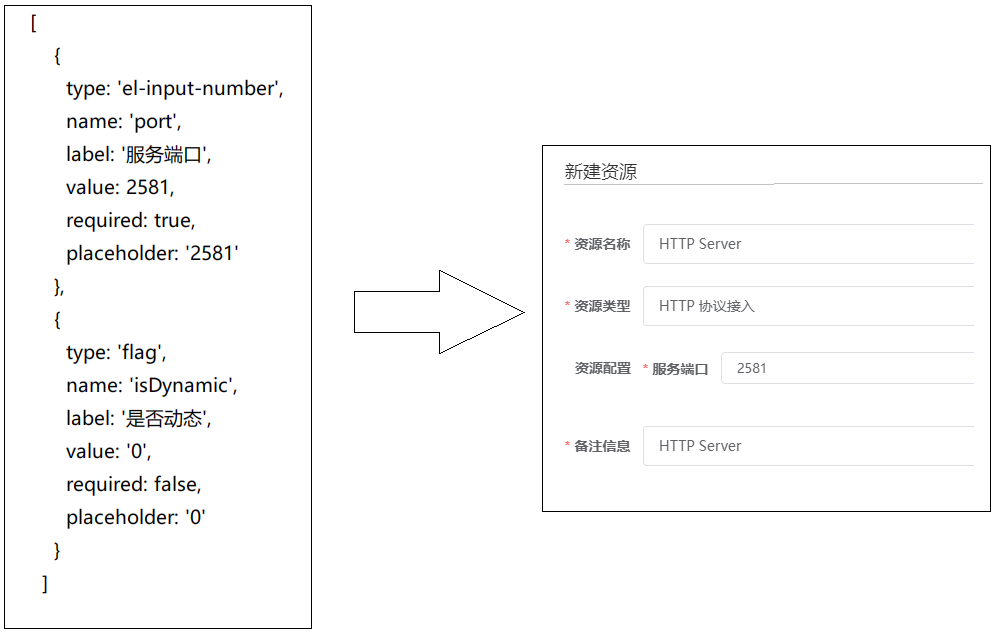 [
{
type: 'el-input-number',
name: 'port',
label: '服务端口',
value: 2581,
required: true,
placeholder: '2581'
},
{
type: 'flag',
name: 'isDynamic',
label: '是否动态',
value: '0',
required: false,
placeholder: '0'
}
]
新建资源
* 资源名称 HTTP Server
* 资源类型 HTTP 协议接入
资源配置 * 服务端口 2581
* 备注信息 HTTP Server